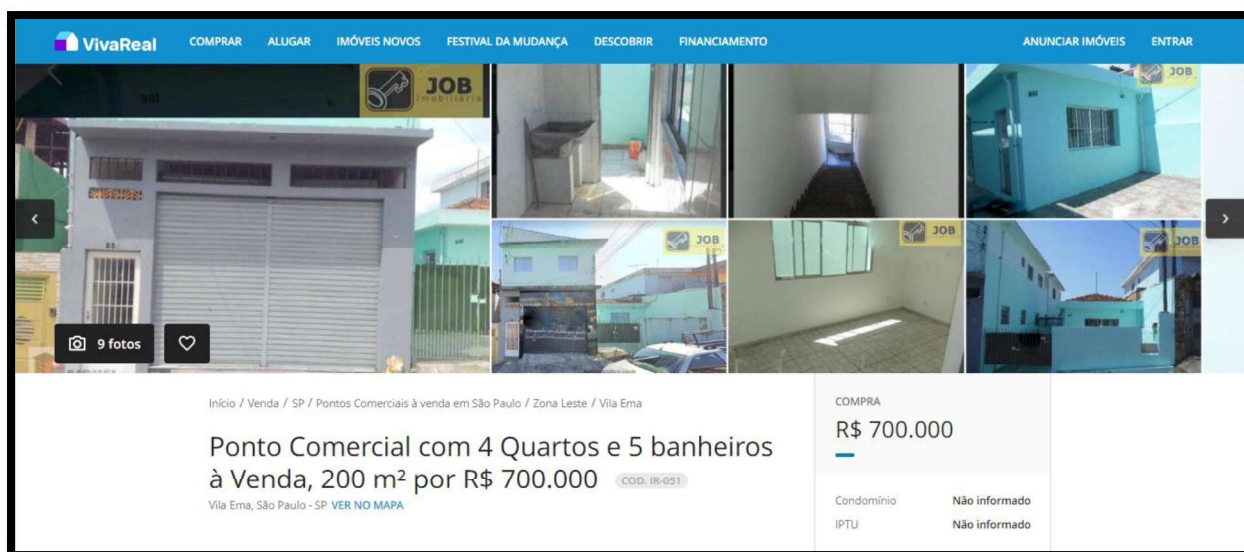 VivaReal COMPRAR ALUGAR IMÓVEIS NOVOS FESTIVAL DA MUDANÇA DESCOBRIR FINANCIAMENTO ANUNCIAR IMÓVEIS ENTRAR
JOB
Imobiliária
JOB
JOB
JOB
JOB
9 fotos
Início / Venda / SP / Pontos Comerciais à venda em São Paulo / Zona Leste / Vila Ema
Ponto Comercial com 4 Quartos e 5 banheiros
à Venda, 200 m² por R$ 700.000 COD. IR-051
Vila Ema, São Paulo - SP VER NO MAPA
COMPRA
R$ 700.000
Condomínio Não informado
IPTU Não informado